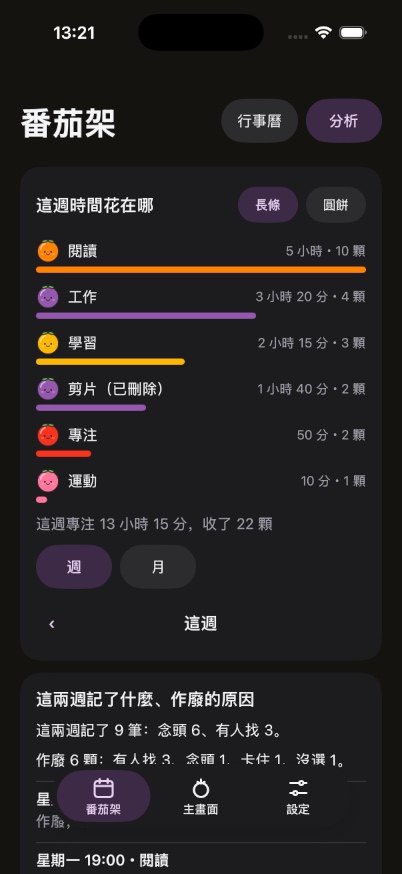 13:21
番茄架
行事曆
分析
這週時間花在哪
長條
圓餅
閱讀
5 小時・10 顆
工作
3 小時 20 分・4 顆
學習
2 小時 15 分・3 顆
剪片（已刪除）
1 小時 40 分・2 顆
專注
50 分・2 顆
運動
10 分・1 顆
這週專注 13 小時 15 分，收了 22 顆
週
月
‹
這週
這兩週記了什麼、作廢的原因
這兩週記了 9 筆：念頭 6、有人找 3。
作廢 6 顆：有人找 3、念頭 1、卡住 1、沒選 1。
星
作廢，
番茄架
主畫面
設定
星期一 19:00・閱讀